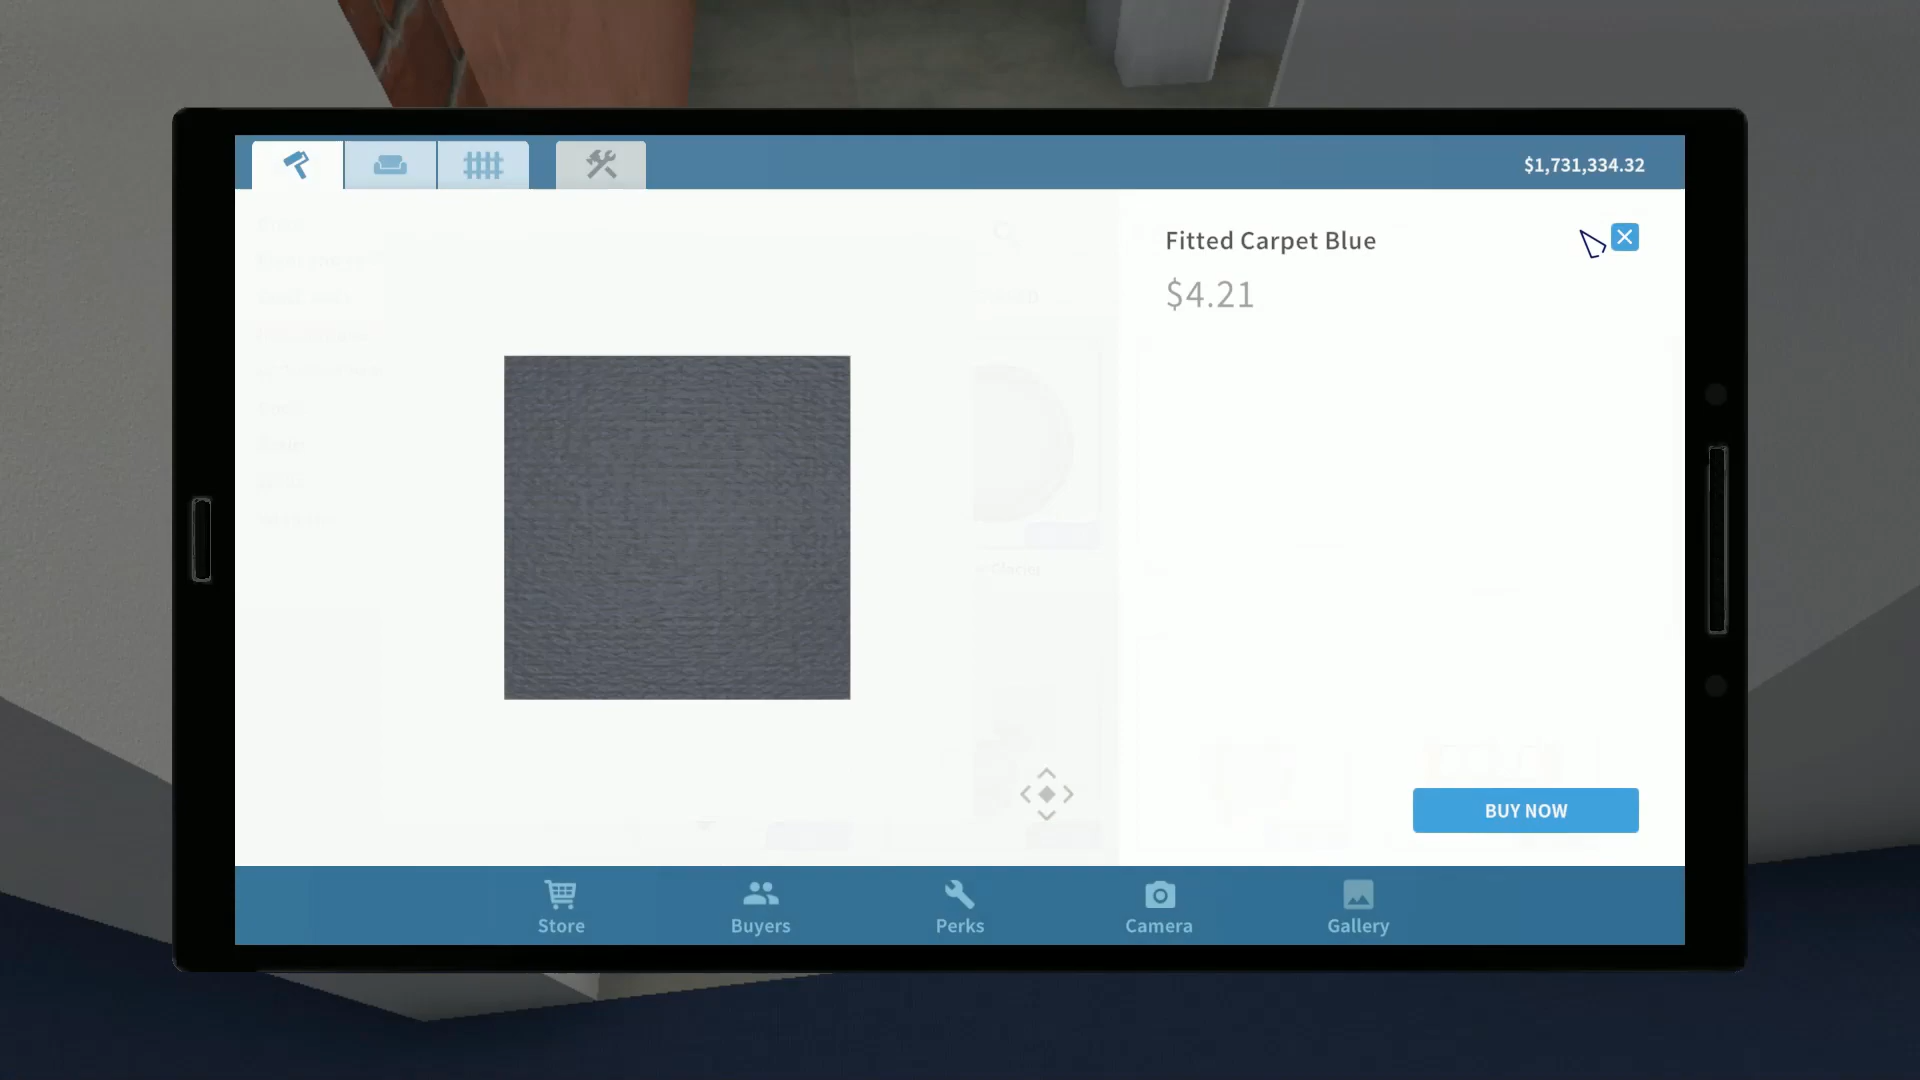 $1,731,334.32
Fitted Carpet Blue
$4.21
BUY NOW
Store
Buyers
Perks
Camera
Gallery